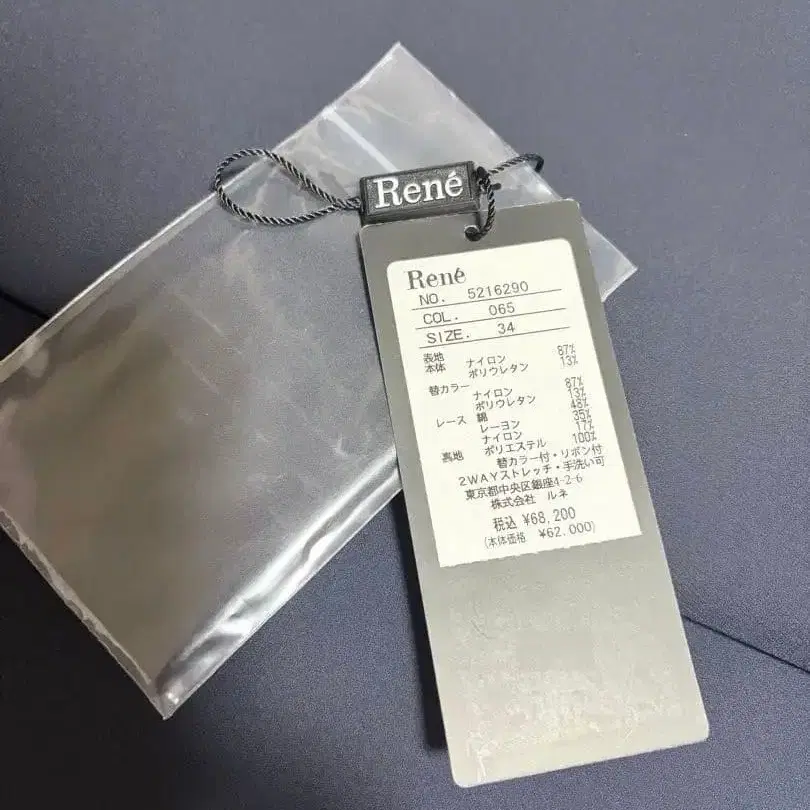 René
René
NO. 5216290
COL. 065
SIZE. 34
表地
本体 ナイロン 87%
ポリウレタン 13%
替カラー
ナイロン 87%
ポリウレタン 13%
レース 綿 48%
レーヨン 35%
ナイロン 17%
裏地 ポリエステル 100%
替カラー付・リボン付
2WAYストレッチ・手洗い可
東京都中央区銀座4-2-6
株式会社 ルネ
税込 ¥68,200
(本体価格 ¥62,000)